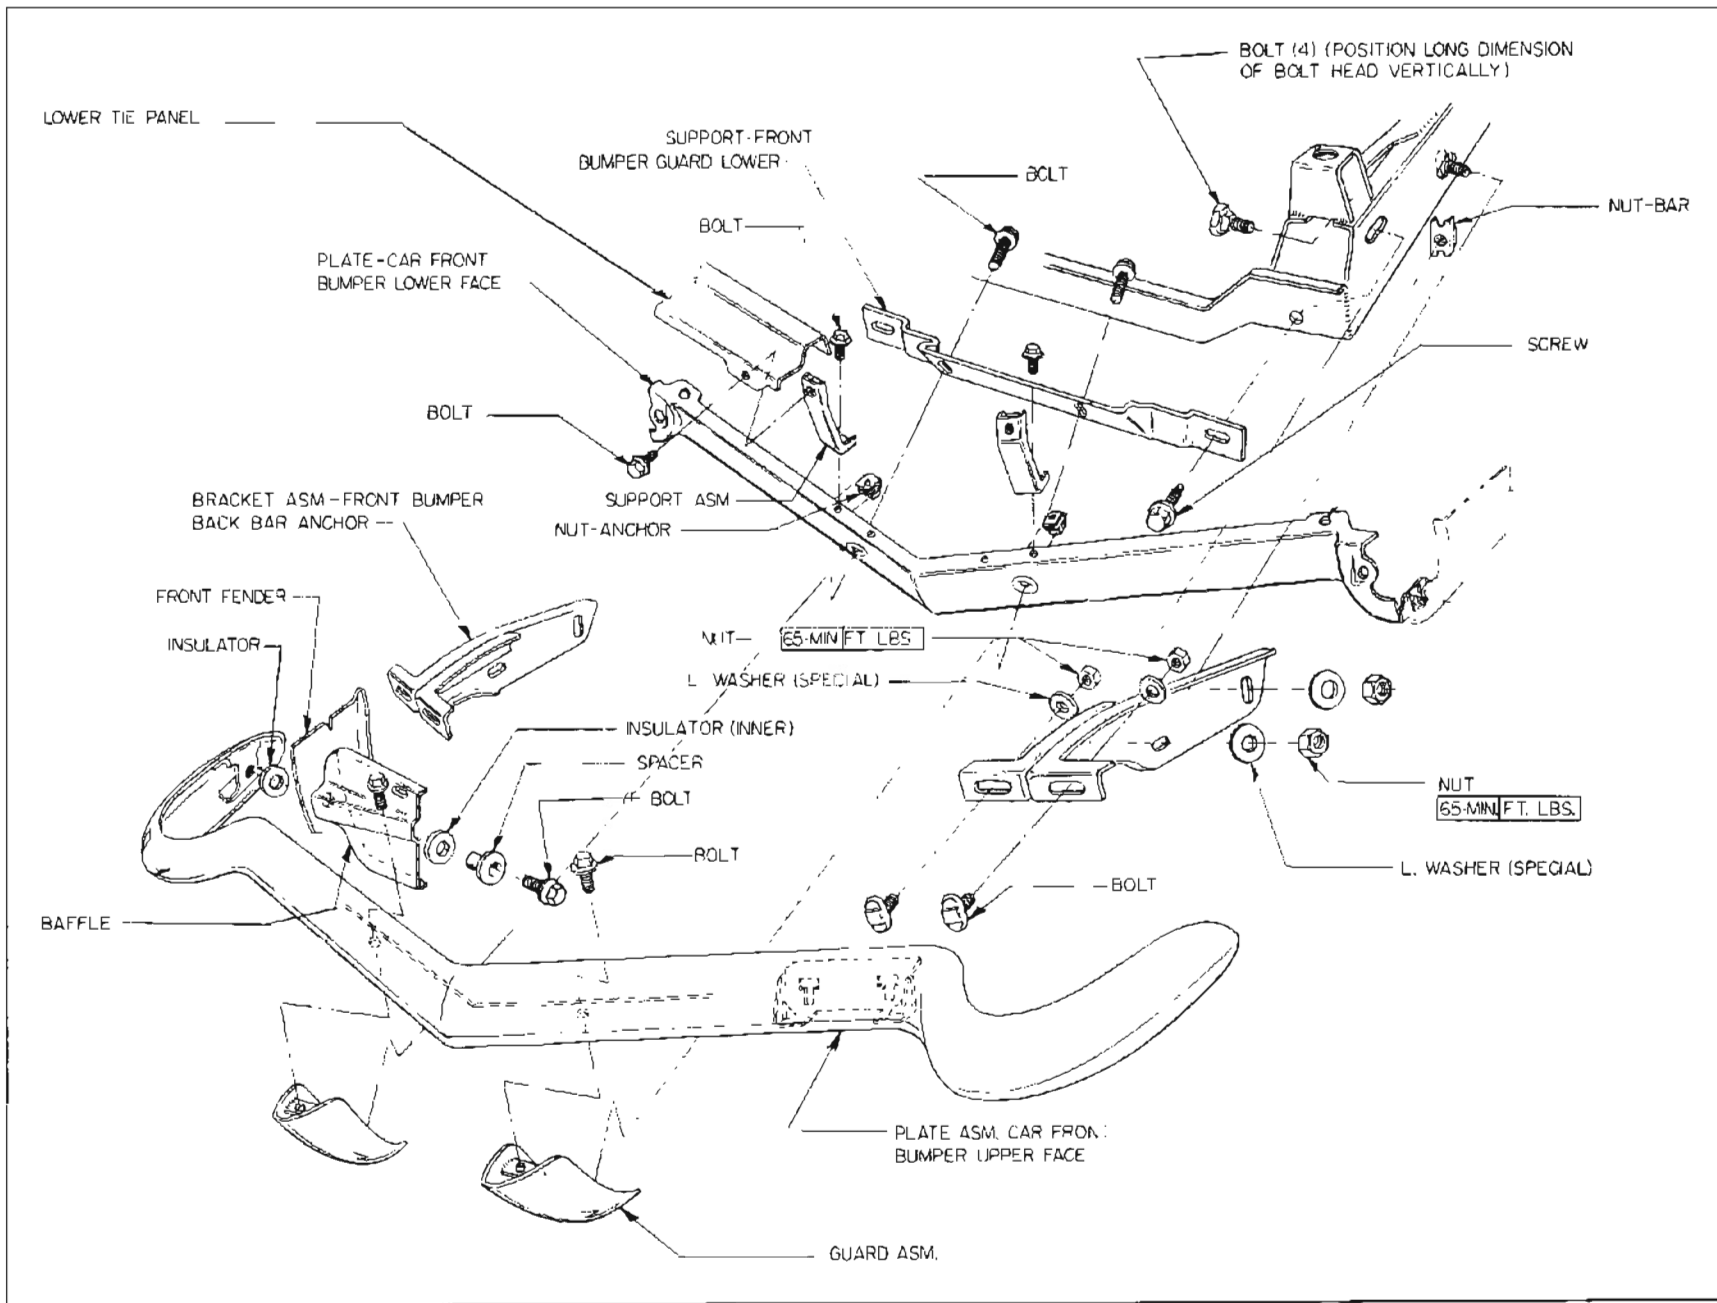 BOLT (4) (POSITION LONG DIMENSION
OF BOLT HEAD VERTICALLY)
LOWER TIE PANEL
SUPPORT-FRONT
BUMPER GUARD LOWER
BOLT
NUT-BAR
BOLT
PLATE-CAR FRONT
BUMPER LOWER FACE
SCREW
BOLT
BRACKET ASM-FRONT BUMPER
BACK BAR ANCHOR
SUPPORT ASM
NUT-ANCHOR
FRONT FENDER
INSULATOR
NUT
65-MIN FT LBS
L WASHER (SPECIAL)
INSULATOR (INNER)
SPACER
BOLT
NUT
65-MIN. FT. LBS.
BOLT
L. WASHER (SPECIAL)
BOLT
BAFFLE
PLATE ASM. CAR FRON
BUMPER UPPER FACE
GUARD ASM.